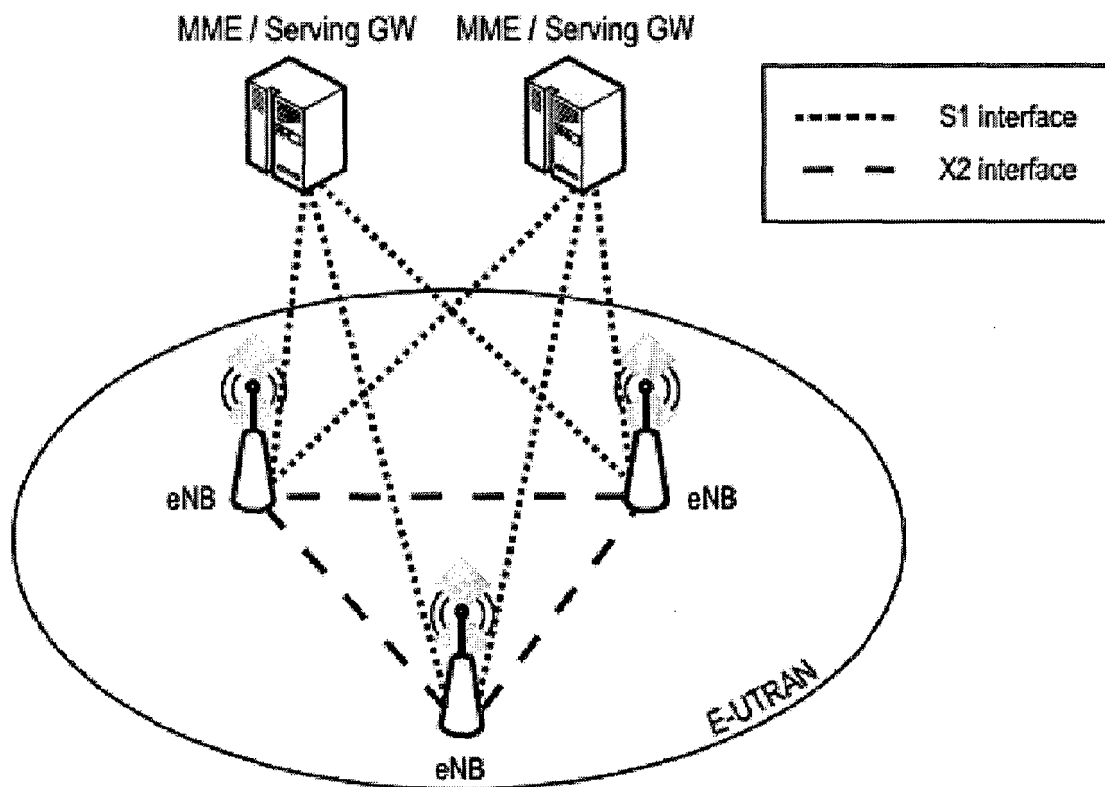 MME / Serving GW
MME / Serving GW
S1 interface
X2 interface
eNB
eNB
eNB
E-UTRAN